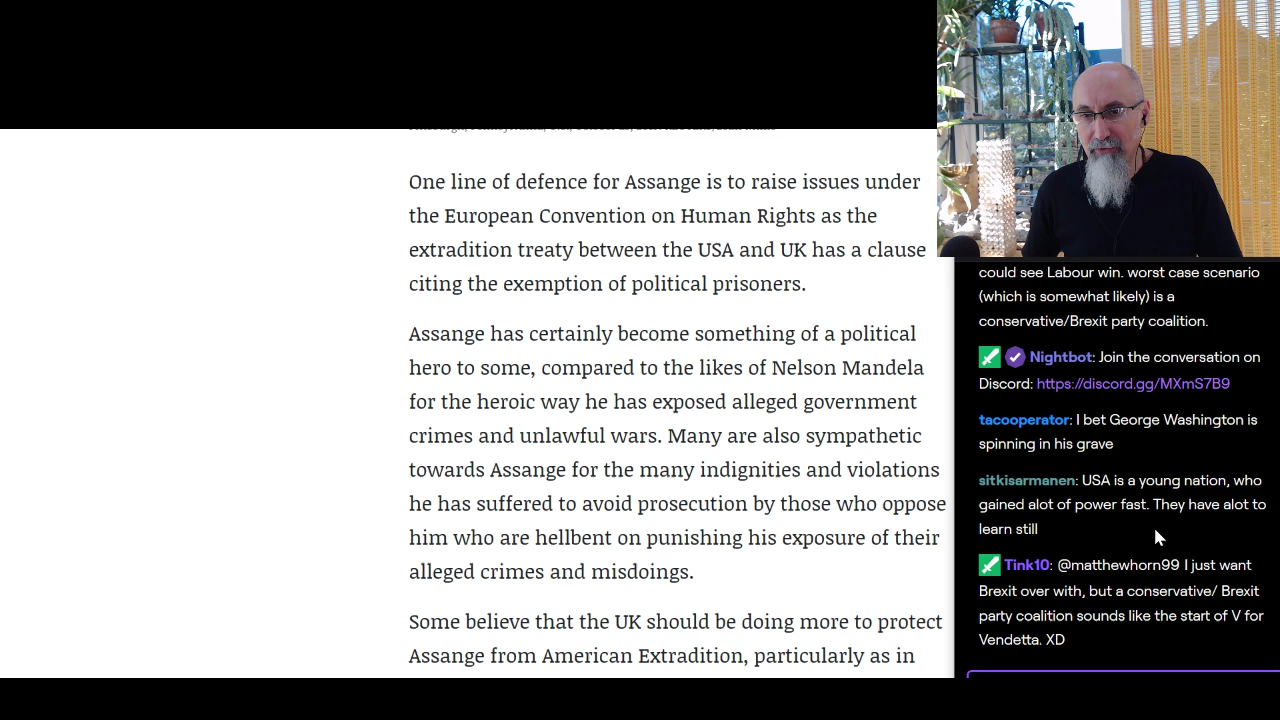 One line of defence for Assange is to raise issues under
the European Convention on Human Rights as the
extradition treaty between the USA and UK has a clause
citing the exemption of political prisoners.
Assange has certainly become something of a political
hero to some, compared to the likes of Nelson Mandela
for the heroic way he has exposed alleged government
crimes and unlawful wars. Many are also sympathetic
towards Assange for the many indignities and violations
he has suffered to avoid prosecution by those who oppose
him who are hellbent on punishing his exposure of their
alleged crimes and misdoings.
Some believe that the UK should be doing more to protect
Assange from American Extradition, particularly as in
could see Labour win. worst case scenario
(which is somewhat likely) is a
conservative/Brexit party coalition.
Nightbot: Join the conversation on
Discord: https://discord.gg/MXmS7B9
tacooperator: I bet George Washington is
spinning in his grave
sitkisarmanen: USA is a young nation, who
gained alot of power fast. They have alot to
learn still
Tink10: @matthewhorn99 I just want
Brexit over with, but a conservative/ Brexit
party coalition sounds like the start of V for
Vendetta. XD